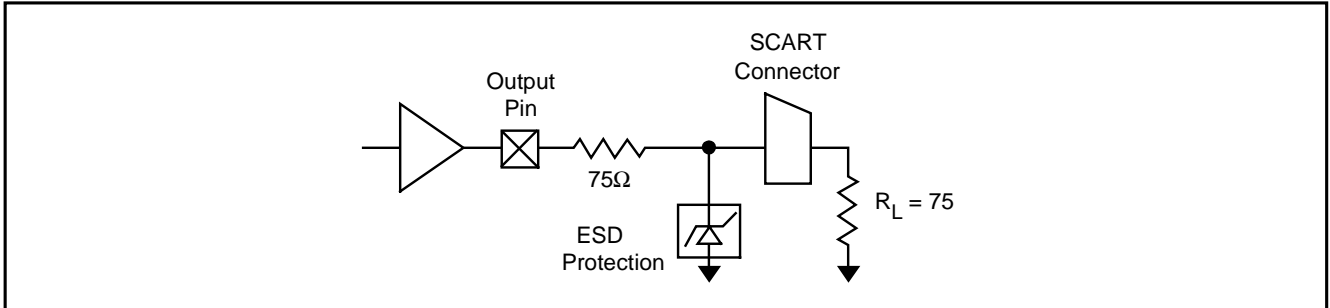 SCART
Connector
Output
Pin
75Ω
R_L = 75
ESD
Protection